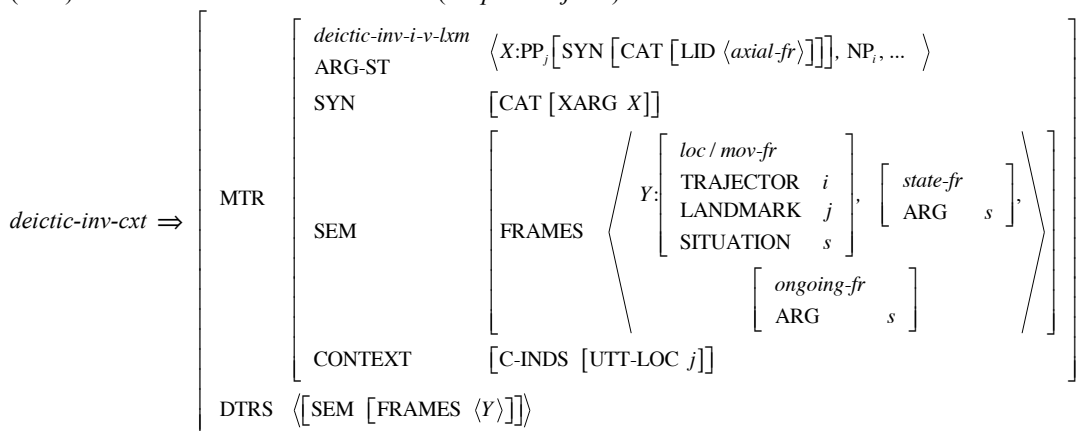 deictic-inv-i-v-lxm
ARG-ST ⟨X:PPj[SYN [CAT [LID ⟨axial-fr⟩]]], NPi, ... ⟩
SYN [CAT [XARG X]]
loc / mov-fr
TRAJECTOR i
state-fr
Y: LANDMARK j ,
ARG s ,
SITUATION s
deictic-inv-cxt ⇒ MTR SEM FRAMES
ongoing-fr
ARG s
CONTEXT [C-INDS [UTT-LOC j]]
DTRS ⟨[SEM [FRAMES ⟨Y⟩]]⟩